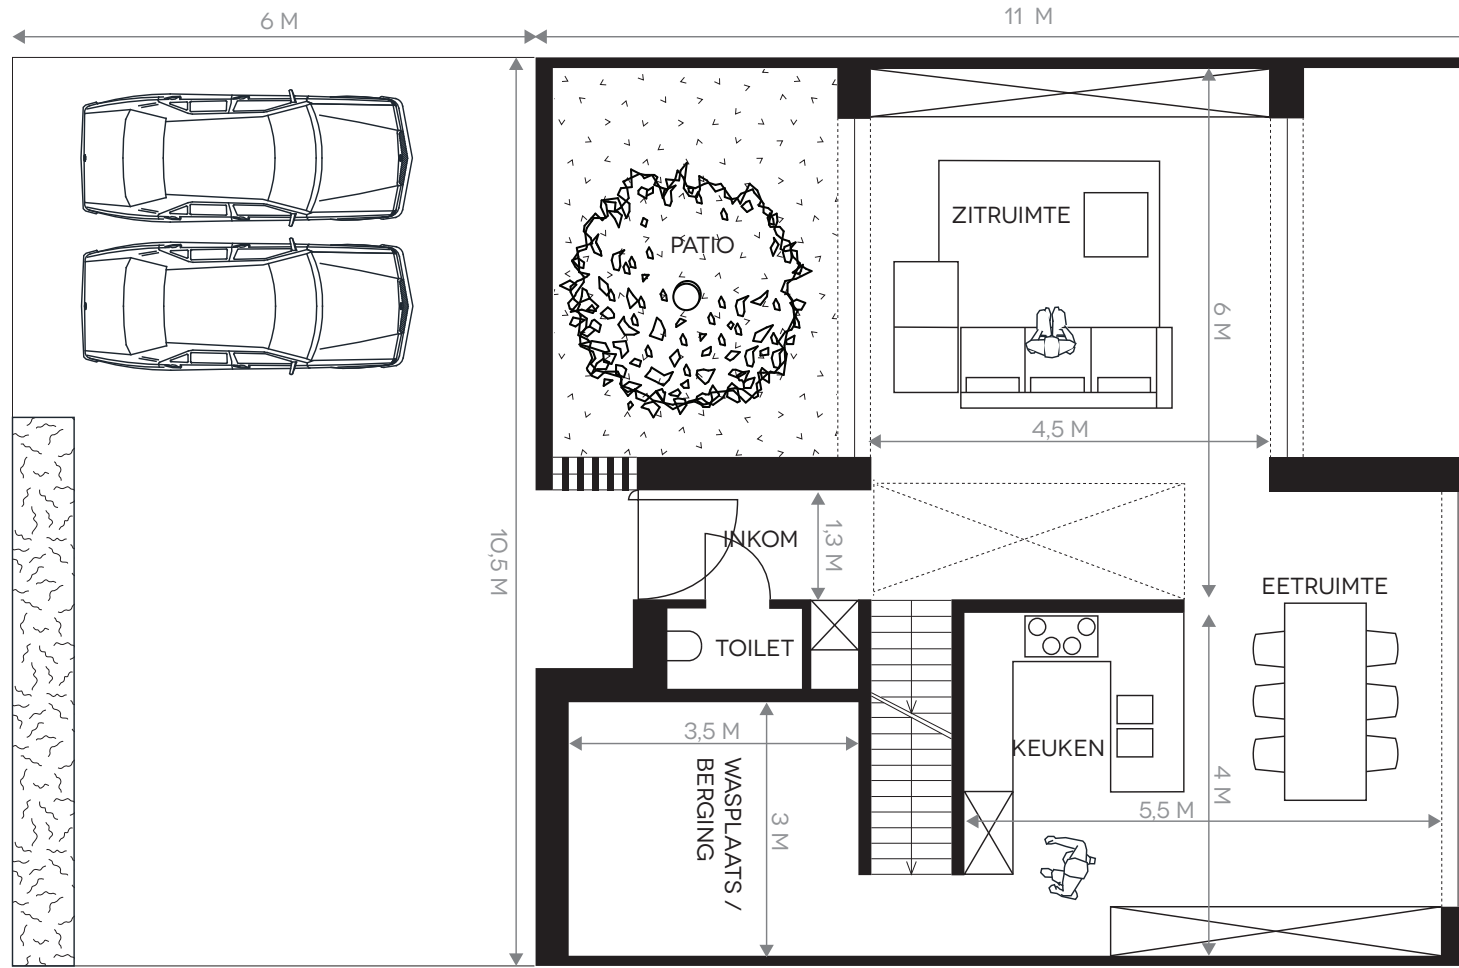 6 M
11 M
PATIO
ZITRUIMTE
6 M
4,5 M
10,5 M
INKOM
1,3 M
EETRUIMTE
TOILET
3,5 M
KEUKEN
WASPLAATS /
BERGING
3 M
4 M
5,5 M